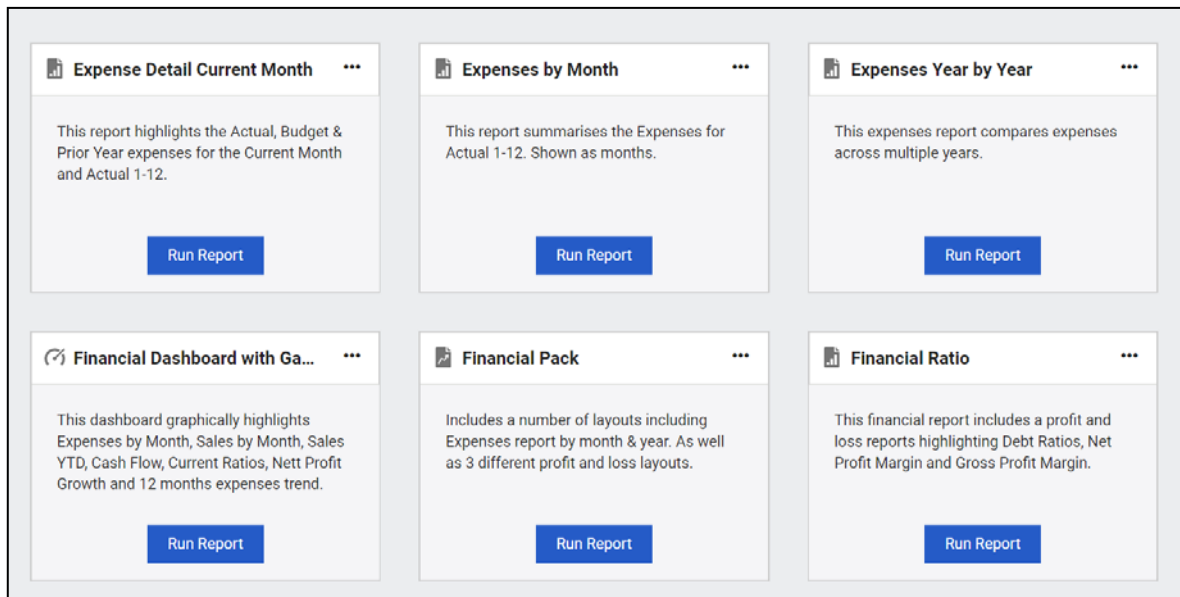 Expense Detail Current Month •••
This report highlights the Actual, Budget &
Prior Year expenses for the Current Month
and Actual 1-12.
Run Report
Expenses by Month •••
This report summarises the Expenses for
Actual 1-12. Shown as months.
Run Report
Expenses Year by Year •••
This expenses report compares expenses
across multiple years.
Run Report
Financial Dashboard with Ga... •••
This dashboard graphically highlights
Expenses by Month, Sales by Month, Sales
YTD, Cash Flow, Current Ratios, Nett Profit
Growth and 12 months expenses trend.
Run Report
Financial Pack •••
Includes a number of layouts including
Expenses report by month & year. As well
as 3 different profit and loss layouts.
Run Report
Financial Ratio •••
This financial report includes a profit and
loss reports highlighting Debt Ratios, Net
Profit Margin and Gross Profit Margin.
Run Report